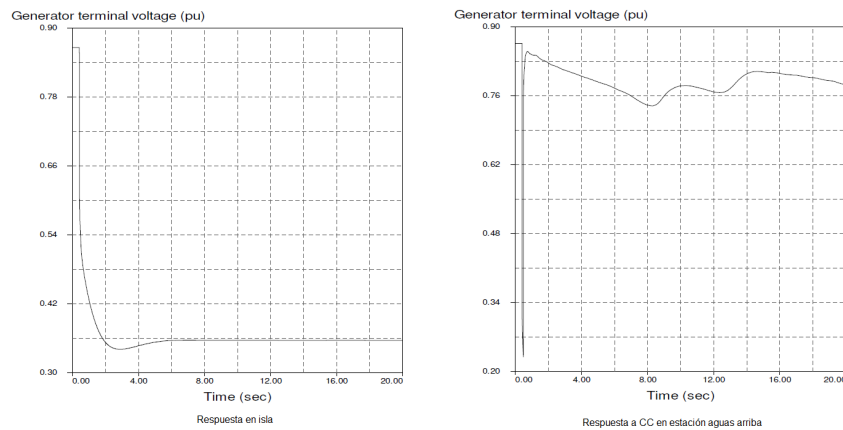 Generator terminal voltage (pu)
0.90
0.78
0.66
0.54
0.42
0.30
0.00 4.00 8.00 12.00 16.00 20.00
Time (sec)
Respuesta en isla
Generator terminal voltage (pu)
0.90
0.76
0.62
0.48
0.34
0.20
0.00 4.00 8.00 12.00 16.00 20.00
Time (sec)
Respuesta a CC en estación aguas arriba